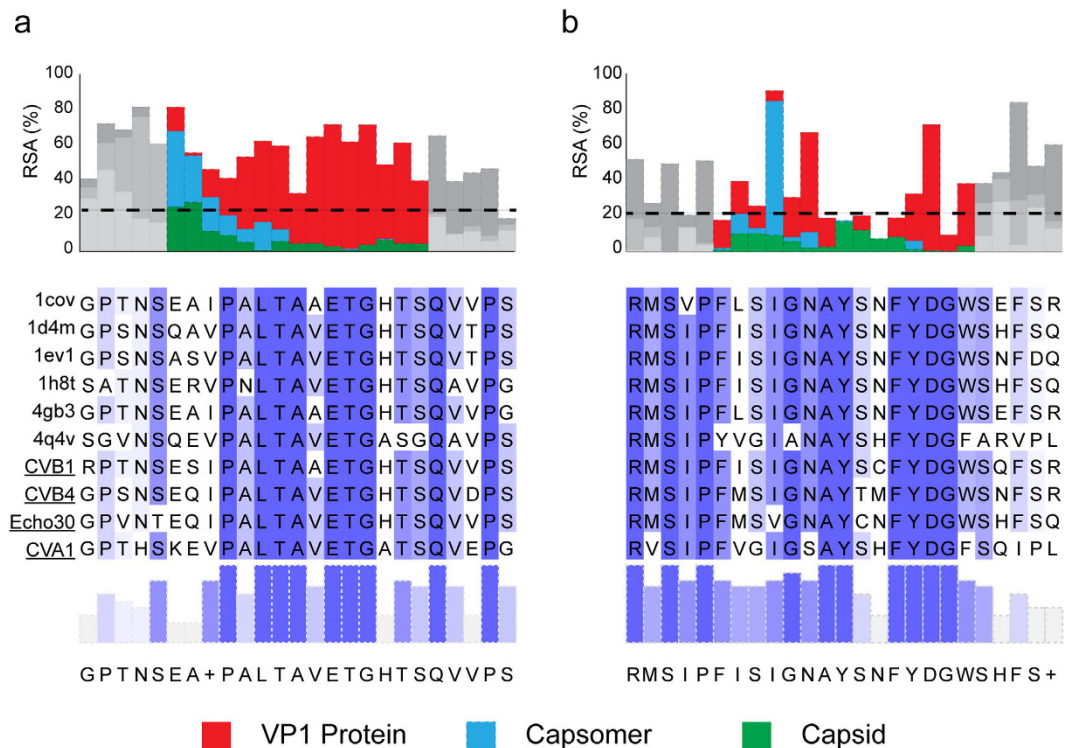 a
RSA (%)
100
80
60
40
20
0
1cov GPTNSEAIPALTAAETGHTSQVVPS
1d4m GPSNSQAVPALTAVETGHTSQVTPS
1ev1 GPSNSASVPALTAVETGHTSQVTPS
1h8t SATNSERVPNLTAVETGHTSQAVPG
4gb3 GPTNSEAIPALTAAETGHTSQVVPG
4q4v SGVNSQEVPALTAVETGASGQAVPS
CVB1 RPTNSESIPALTAAETGHTSQVVPS
CVB4 GPSNSEQIPALTAVETGHTSQVDPS
Echo30 GPVNTEQIPALTAVETGHTSQVVPS
CVA1 GPTHSKEVPALTAVETGATSQVEPG
GPTNSEA+PALTAVETGHTSQVVPS
b
RSA (%)
100
80
60
40
20
0
RMSVPFLSIGNAYSNFYDGWSEFSR
RMSIPFISIGNAYSNFYDGWSHFSQ
RMSIPFISIGNAYSNFYDGWSNFDQ
RMSIPFISIGNAYSNFYDGWSHFSQ
RMSIPFLSIGNAYSNFYDGWSEFSR
RMSIPYVGIANAYSHFYDGFARVPL
RMSIPFISIGNAYSCFYDGWSQFSR
RMSIPFMSIGNAYTMFYDGWSNFSR
RMSIPFMSVGNAYCNFYDGWSHFSQ
RVSIPFVGIGSAYSHFYDGFSQIPL
RMSIPFISIGNAYSNFYDGWSHFS+
VP1 Protein
Capsomer
Capsid